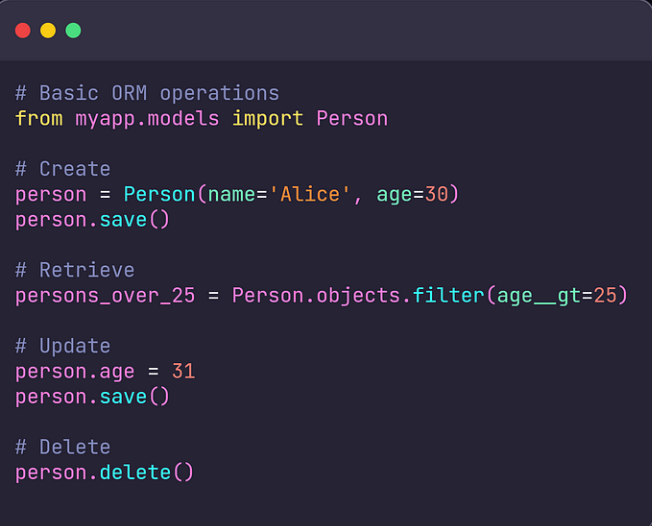 # Basic ORM operations
from myapp.models import Person
# Create
person = Person(name='Alice', age=30)
person.save()
# Retrieve
persons_over_25 = Person.objects.filter(age__gt=25)
# Update
person.age = 31
person.save()
# Delete
person.delete()